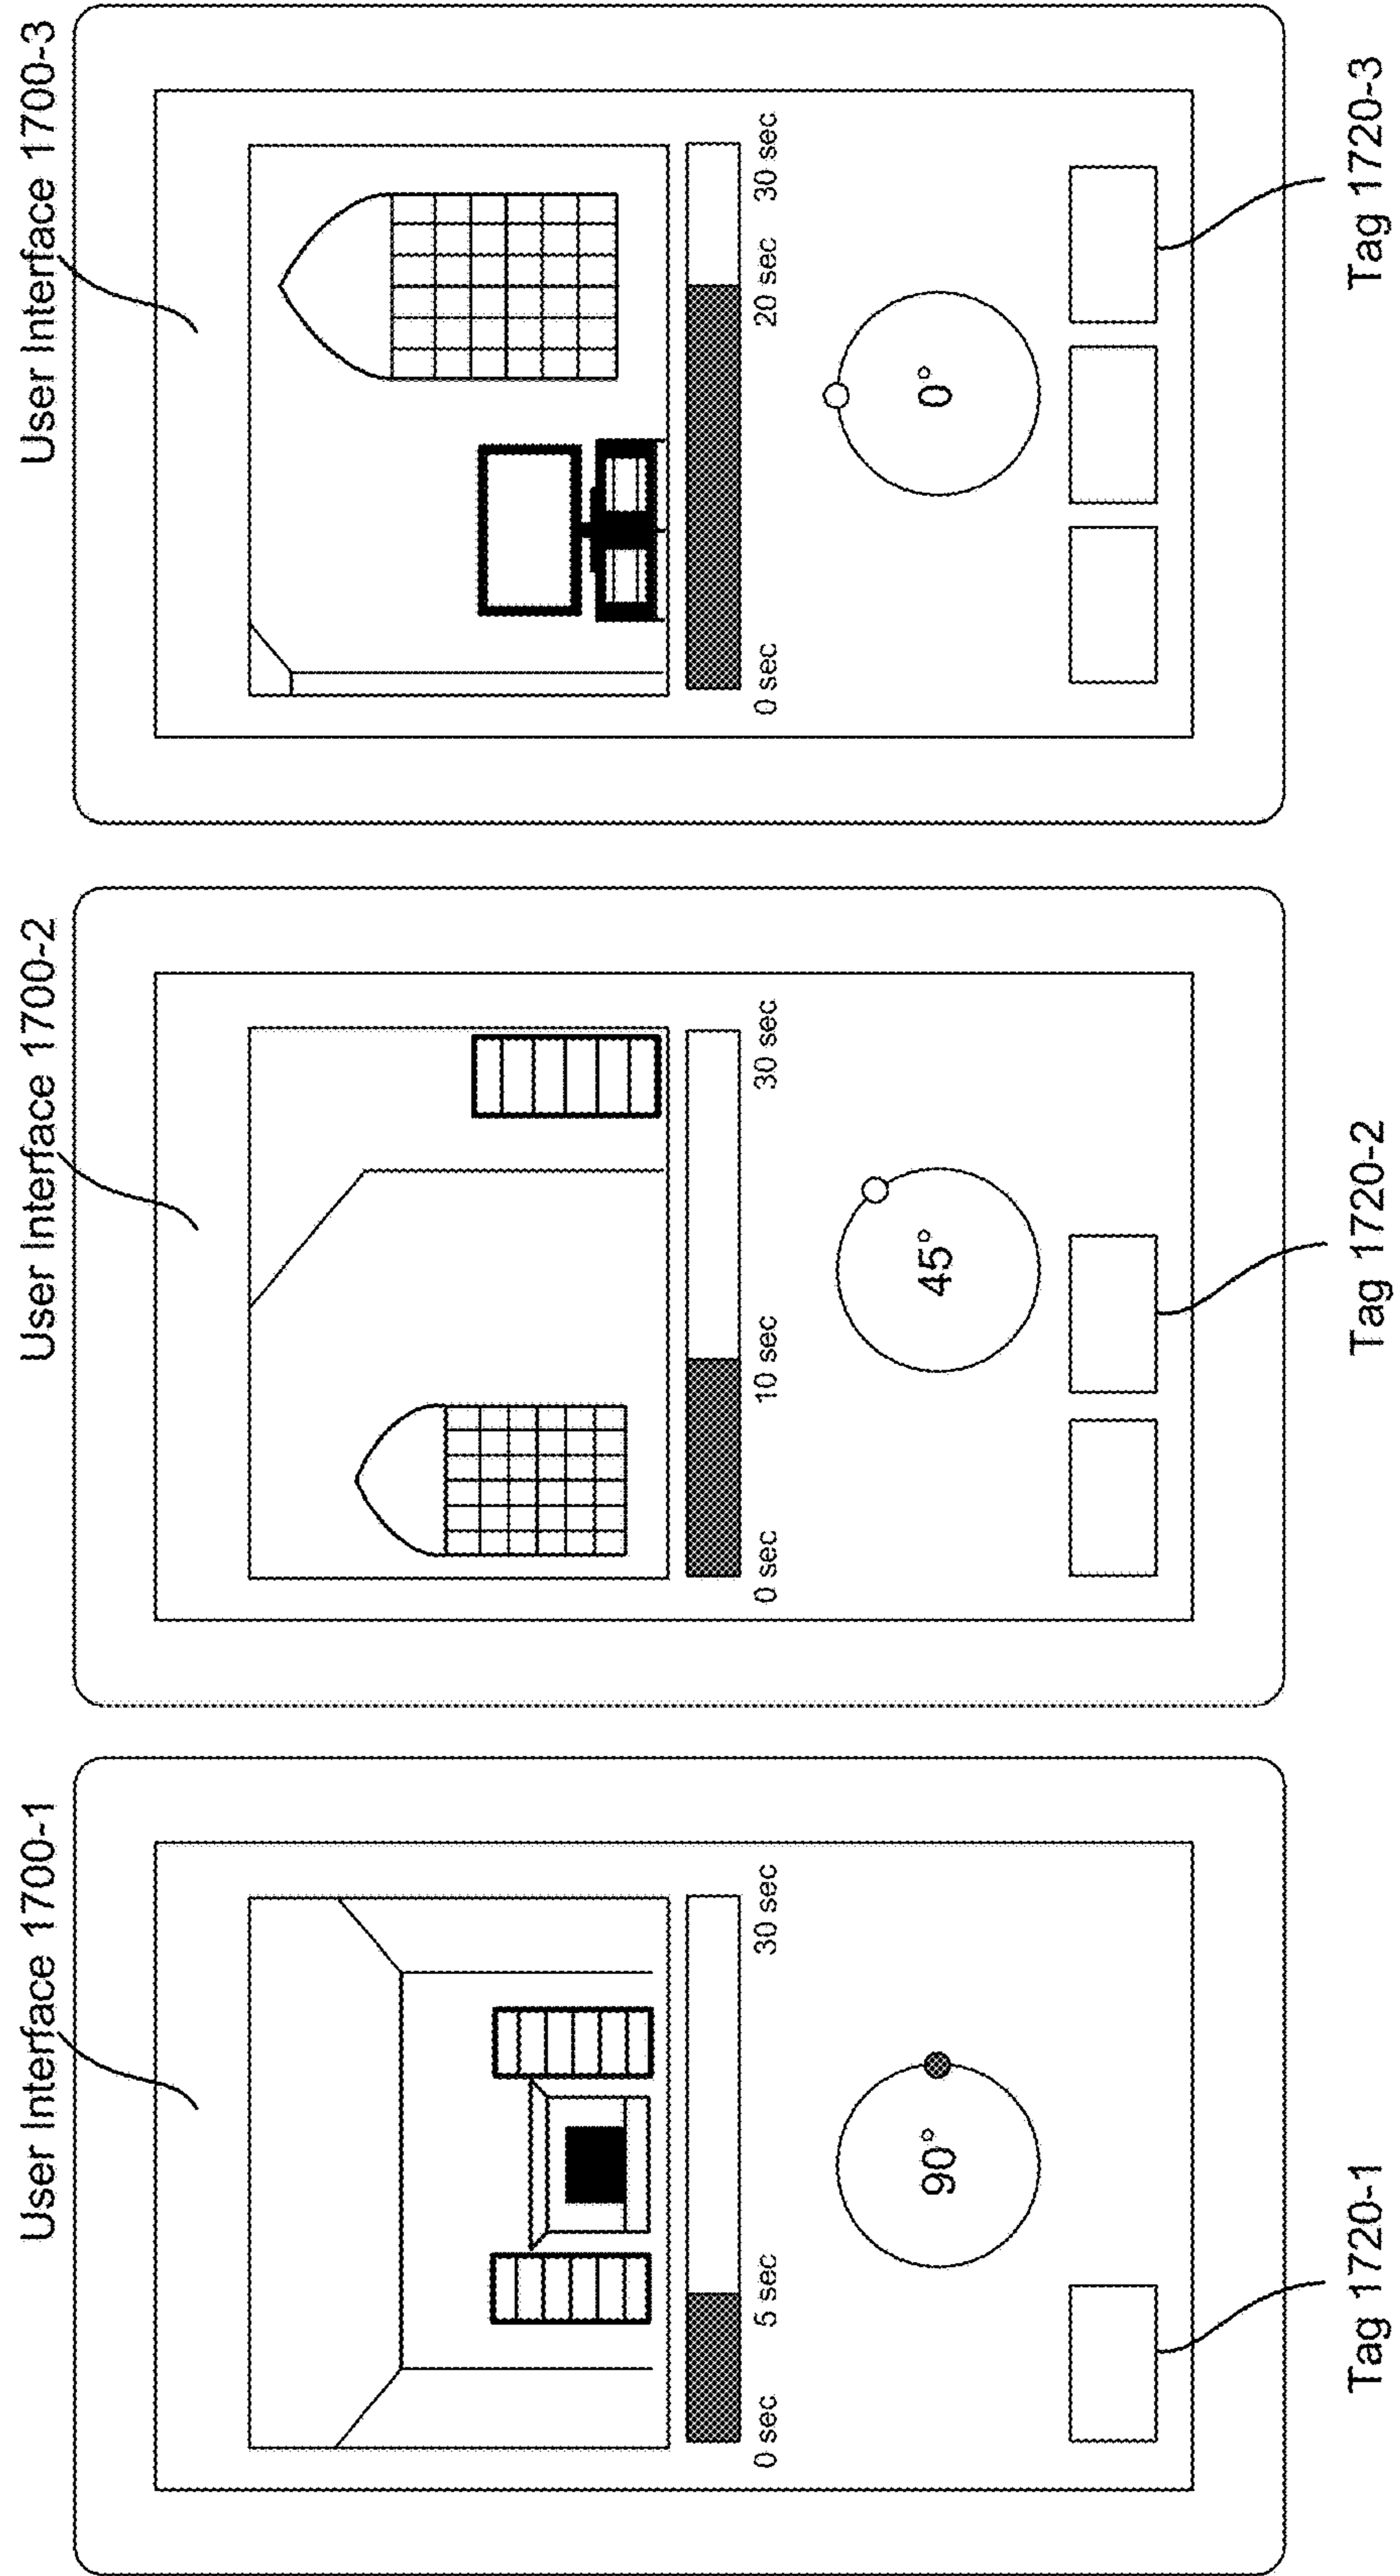 User Interface 1700-1
0 sec 5 sec 30 sec
90°
Tag 1720-1
User Interface 1700-2
0 sec 10 sec 30 sec
45°
Tag 1720-2
User Interface 1700-3
0 sec 20 sec 30 sec
0°
Tag 1720-3